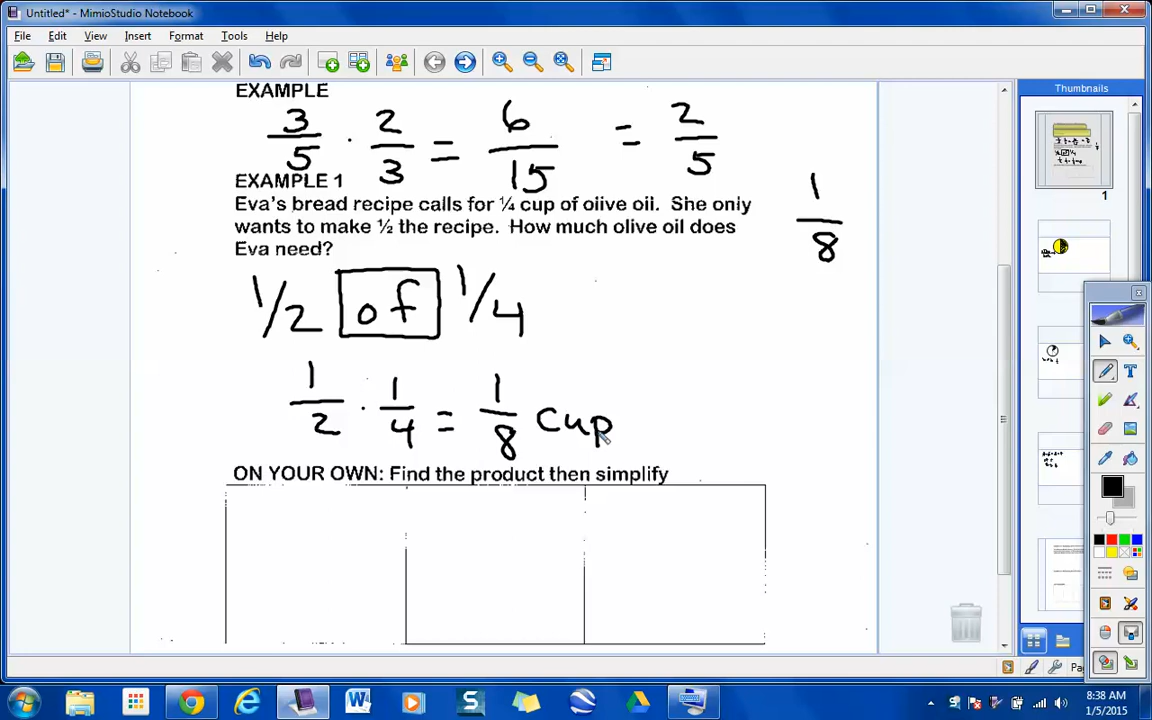 Untitled* - MimioStudio Notebook
File Edit View Insert Format Tools Help
Thumbnails
EXAMPLE
3/5 · 2/3 = 6/15 = 2/5
EXAMPLE 1
Eva's bread recipe calls for ¼ cup of olive oil. She only
wants to make ½ the recipe. How much olive oil does
Eva need?
1/8
1/2 of 1/4
1/2 · 1/4 = 1/8 cup
ON YOUR OWN: Find the product then simplify
1
8:38 AM
1/5/2015